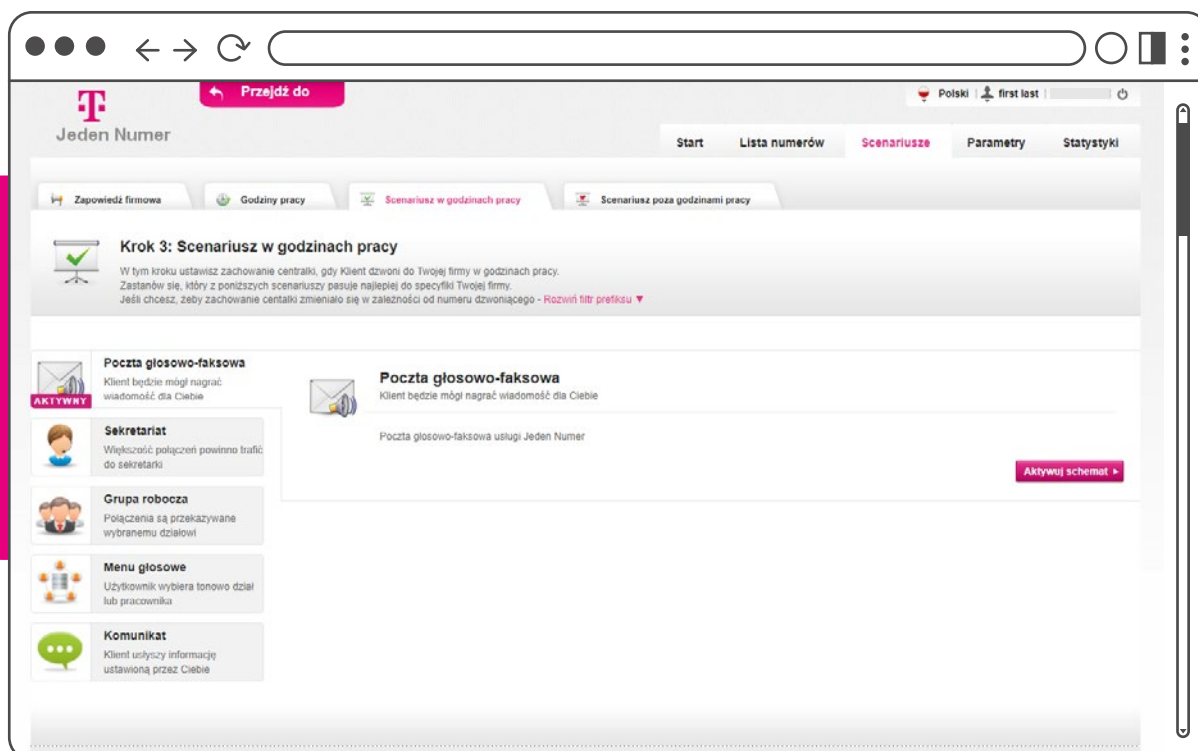 Przejdź do
Polski | first last |
T
Jeden Numer
Start Lista numerów Scenariusze Parametry Statystyki
Zapowiedź firmowa Godziny pracy Scenariusz w godzinach pracy Scenariusz poza godzinami pracy
Krok 3: Scenariusz w godzinach pracy
W tym kroku ustawisz zachowanie centralki, gdy Klient dzwoni do Twojej firmy w godzinach pracy.
Zastanów się, który z poniższych scenariuszy pasuje najlepiej do specyfiki Twojej firmy.
Jeśli chcesz, żeby zachowanie centalki zmieniało się w zależności od numeru dzwoniącego - Rozwiń filtr prefiksu ▼
Poczta głosowo-faksowa
Klient będzie mógł nagrać
wiadomość dla Ciebie
AKTYWNY
Sekretariat
Większość połączeń powinno trafić
do sekretarki
Grupa robocza
Połączenia są przekazywane
wybranemu działowi
Menu głosowe
Użytkownik wybiera tonowo dział
lub pracownika
Komunikat
Klient usłyszy informację
ustawioną przez Ciebie
Poczta głosowo-faksowa
Klient będzie mógł nagrać wiadomość dla Ciebie
Poczta głosowo-faksowa usługi Jeden Numer
Aktywuj schemat